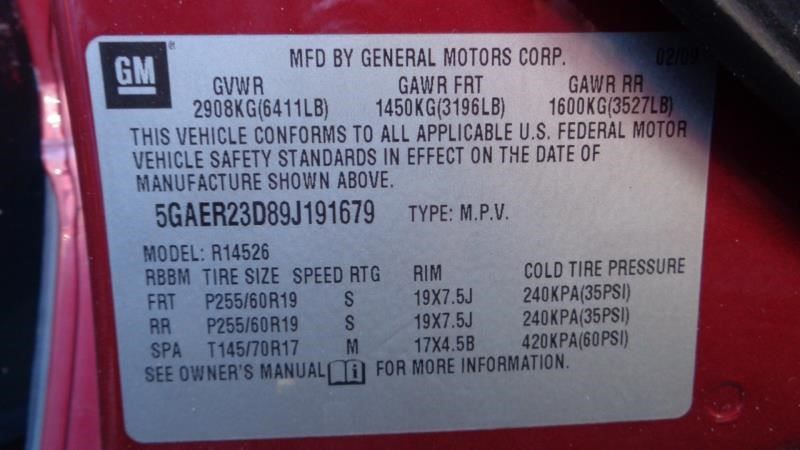 GM
MFD BY GENERAL MOTORS CORP. 02/09
GVWR GAWR FRT GAWR RR
2908KG(6411LB) 1450KG(3196LB) 1600KG(3527LB)
THIS VEHICLE CONFORMS TO ALL APPLICABLE U.S. FEDERAL MOTOR
VEHICLE SAFETY STANDARDS IN EFFECT ON THE DATE OF
MANUFACTURE SHOWN ABOVE.
5GAER23D89J191679 TYPE: M.P.V.
MODEL: R14526
RBBM TIRE SIZE SPEED RTG RIM COLD TIRE PRESSURE
FRT P255/60R19 S 19X7.5J 240KPA(35PSI)
RR P255/60R19 S 19X7.5J 240KPA(35PSI)
SPA T145/70R17 M 17X4.5B 420KPA(60PSI)
SEE OWNER'S MANUAL i FOR MORE INFORMATION.